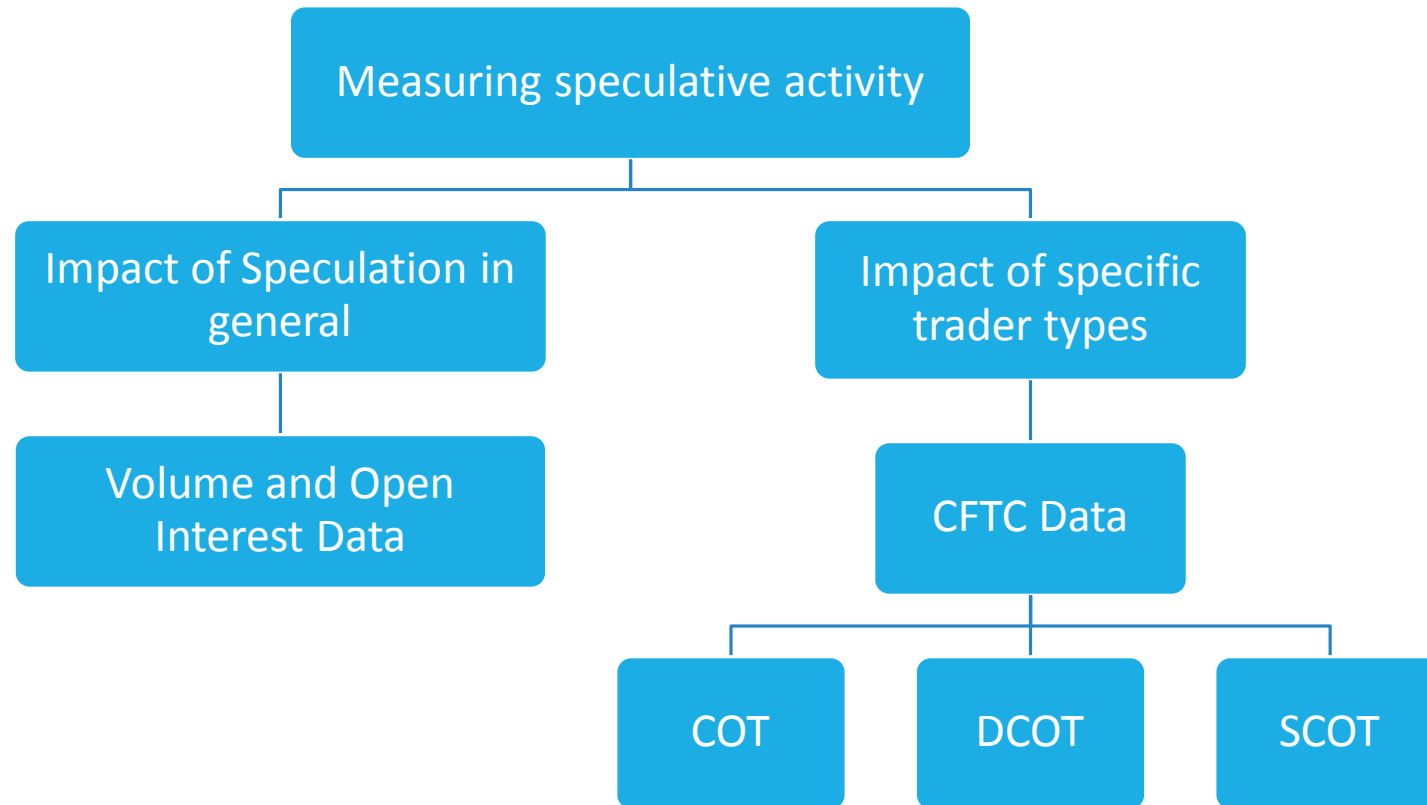 Measuring speculative activity
Impact of Speculation in
general
Impact of specific
trader types
Volume and Open
Interest Data
CFTC Data
COT
DCOT
SCOT